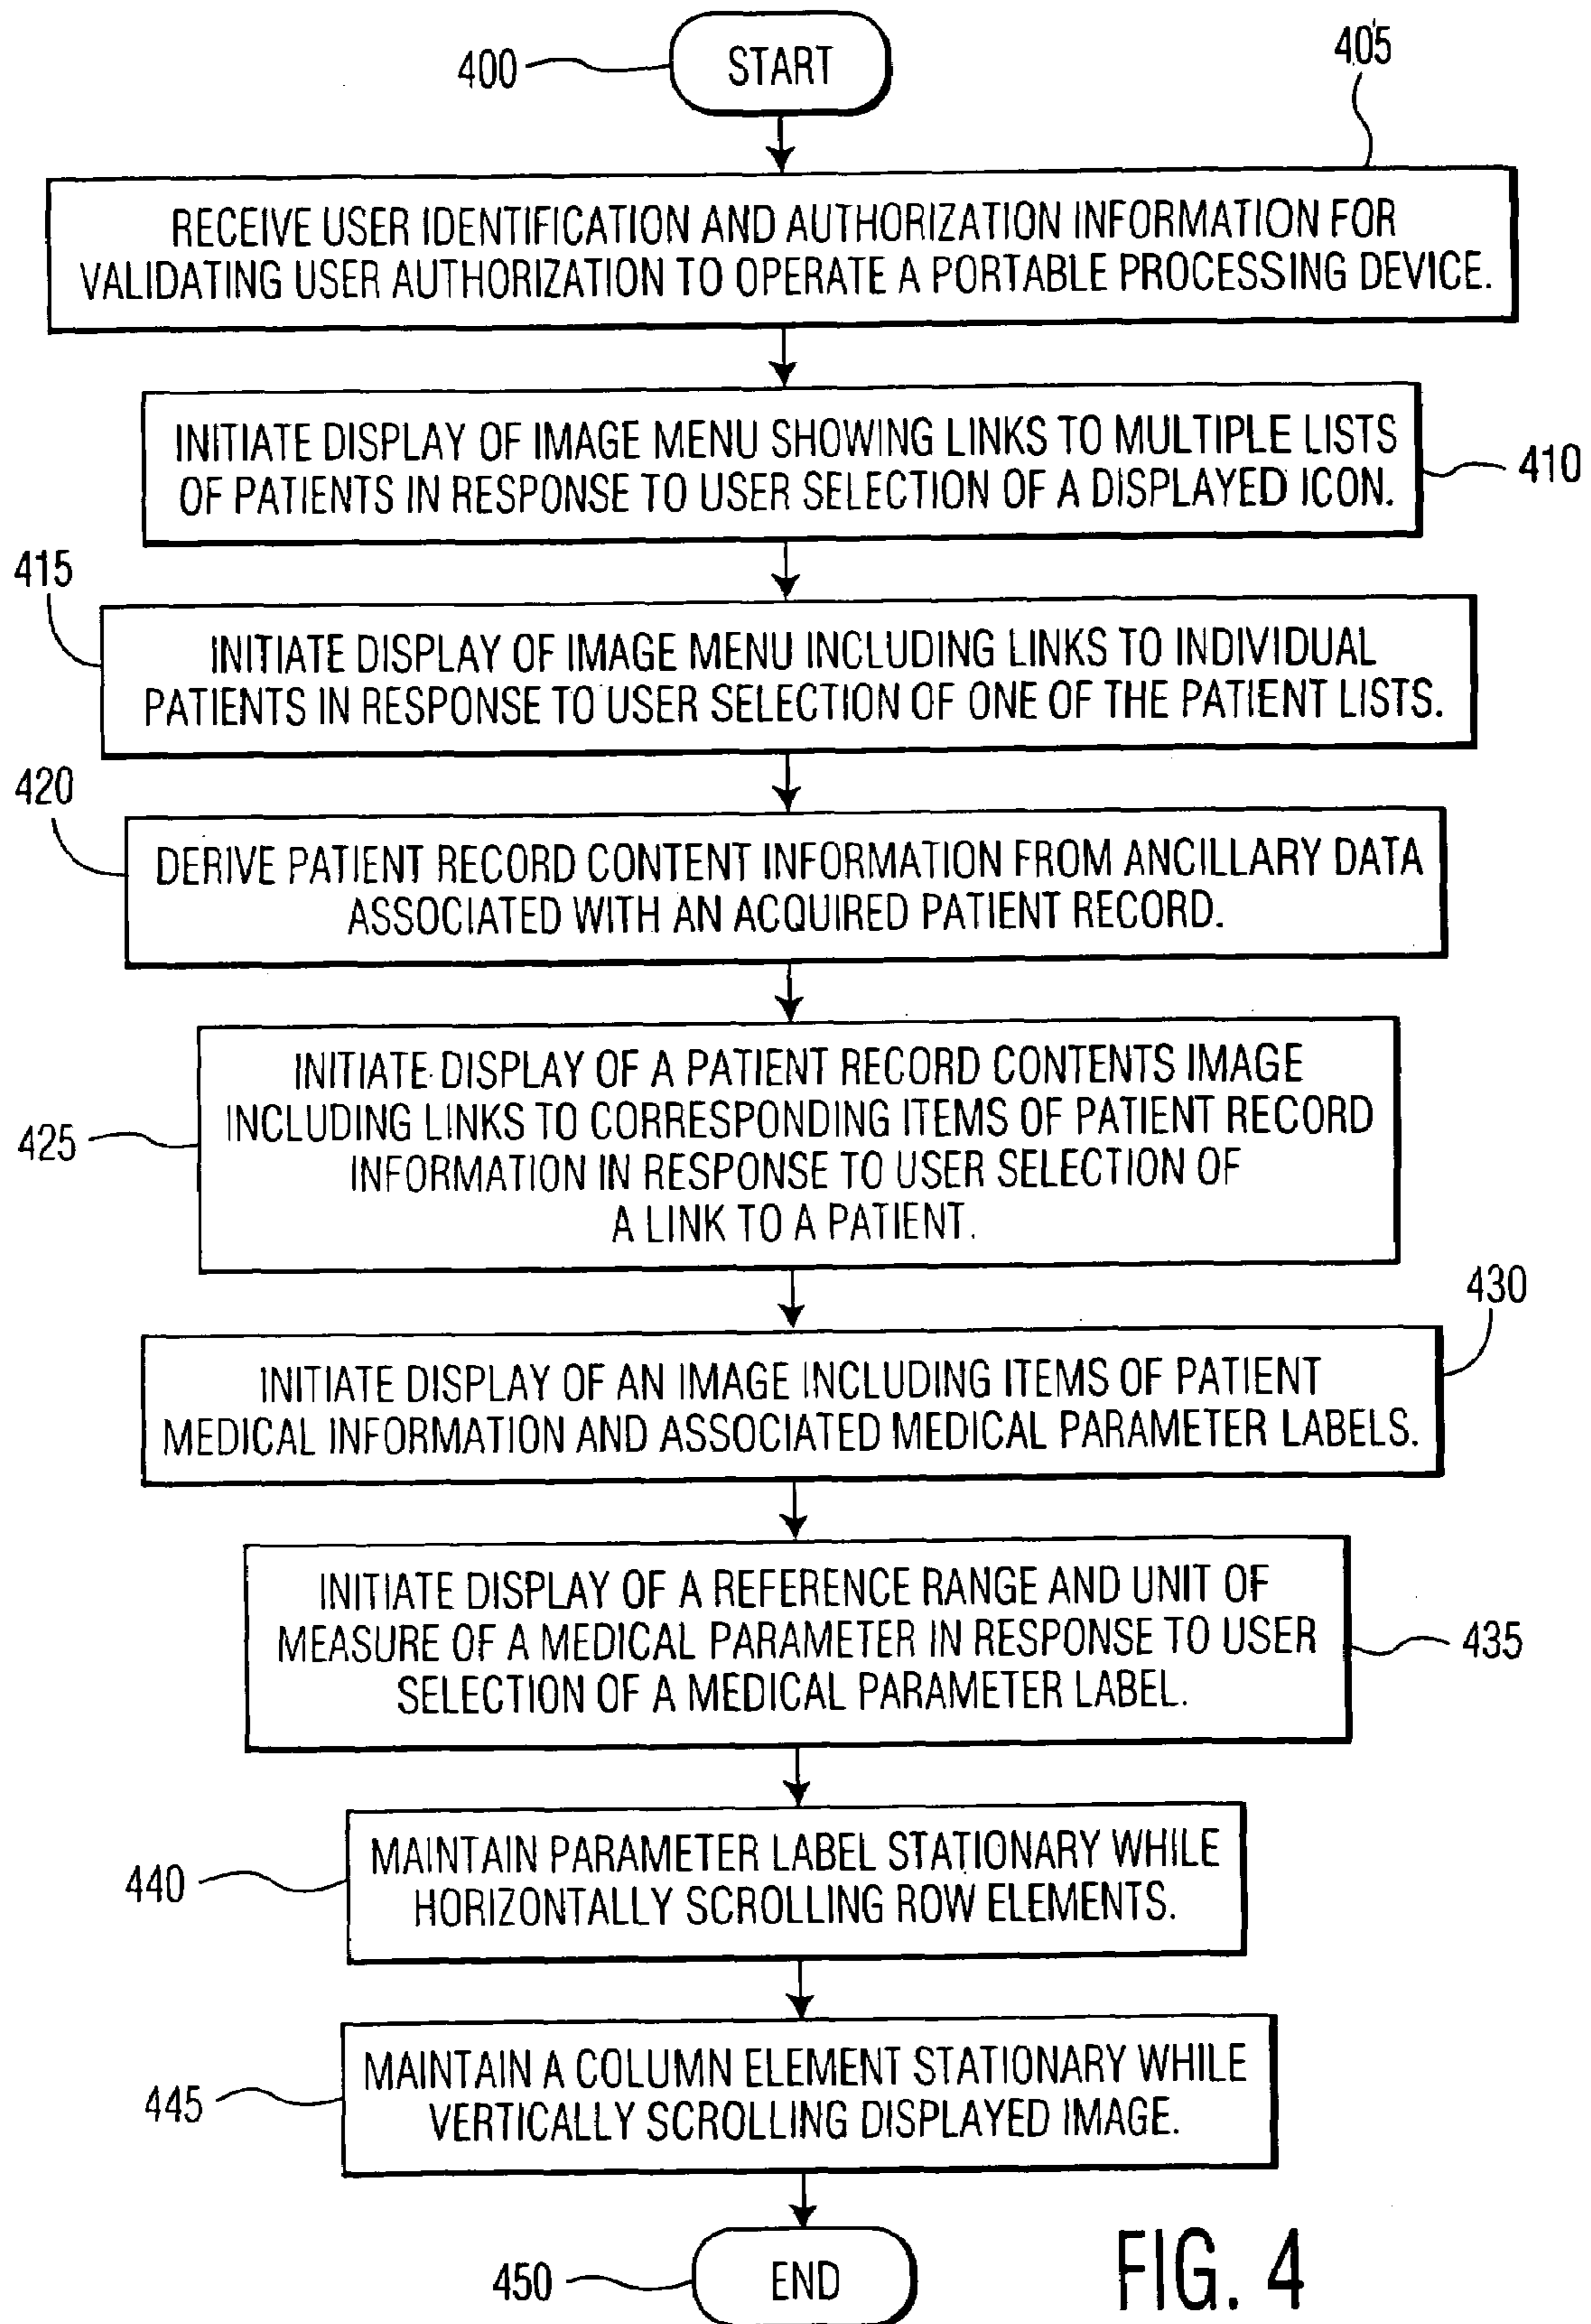 400
START
405
RECEIVE USER IDENTIFICATION AND AUTHORIZATION INFORMATION FOR
VALIDATING USER AUTHORIZATION TO OPERATE A PORTABLE PROCESSING DEVICE.
INITIATE DISPLAY OF IMAGE MENU SHOWING LINKS TO MULTIPLE LISTS
OF PATIENTS IN RESPONSE TO USER SELECTION OF A DISPLAYED ICON.
410
415
INITIATE DISPLAY OF IMAGE MENU INCLUDING LINKS TO INDIVIDUAL
PATIENTS IN RESPONSE TO USER SELECTION OF ONE OF THE PATIENT LISTS.
420
DERIVE PATIENT RECORD CONTENT INFORMATION FROM ANCILLARY DATA
ASSOCIATED WITH AN ACQUIRED PATIENT RECORD.
425
INITIATE DISPLAY OF A PATIENT RECORD CONTENTS IMAGE
INCLUDING LINKS TO CORRESPONDING ITEMS OF PATIENT RECORD
INFORMATION IN RESPONSE TO USER SELECTION OF
A LINK TO A PATIENT.
430
INITIATE DISPLAY OF AN IMAGE INCLUDING ITEMS OF PATIENT
MEDICAL INFORMATION AND ASSOCIATED MEDICAL PARAMETER LABELS.
INITIATE DISPLAY OF A REFERENCE RANGE AND UNIT OF
MEASURE OF A MEDICAL PARAMETER IN RESPONSE TO USER
SELECTION OF A MEDICAL PARAMETER LABEL.
435
440
MAINTAIN PARAMETER LABEL STATIONARY WHILE
HORIZONTALLY SCROLLING ROW ELEMENTS.
445
MAINTAIN A COLUMN ELEMENT STATIONARY WHILE
VERTICALLY SCROLLING DISPLAYED IMAGE.
450
END
FIG. 4